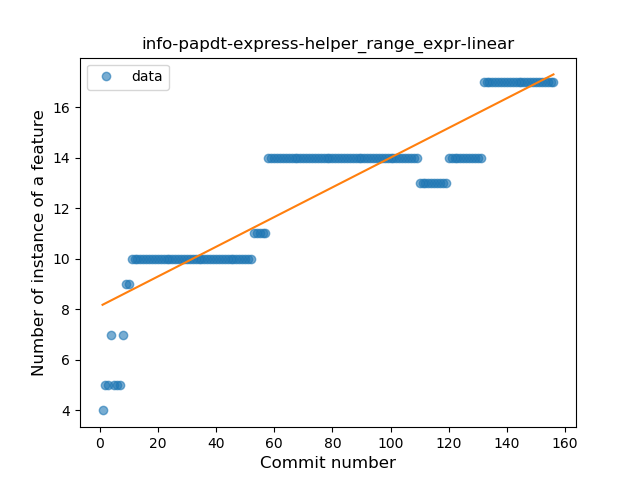 info-papdt-express-helper_range_expr-linear
data
Number of instance of a feature
16
14
12
10
8
6
4
0 20 40 60 80 100 120 140 160
Commit number